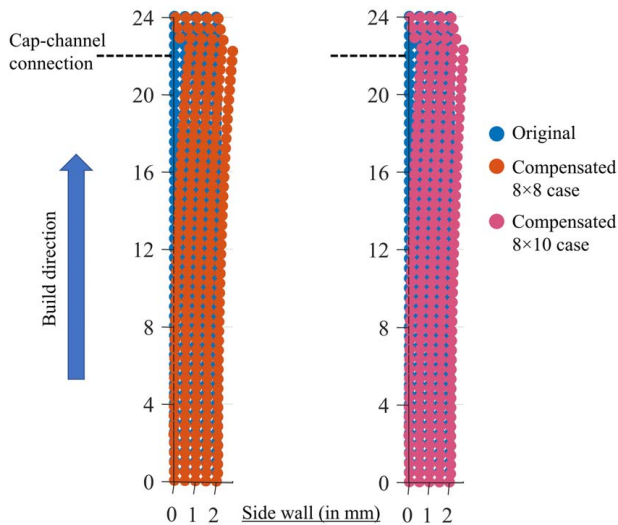 Cap-channel
connection
Build direction
24
20
16
12
8
4
0
0 1 2
Side wall (in mm)
24
20
16
12
8
4
0
0 1 2
Original
Compensated
8×8 case
Compensated
8×10 case